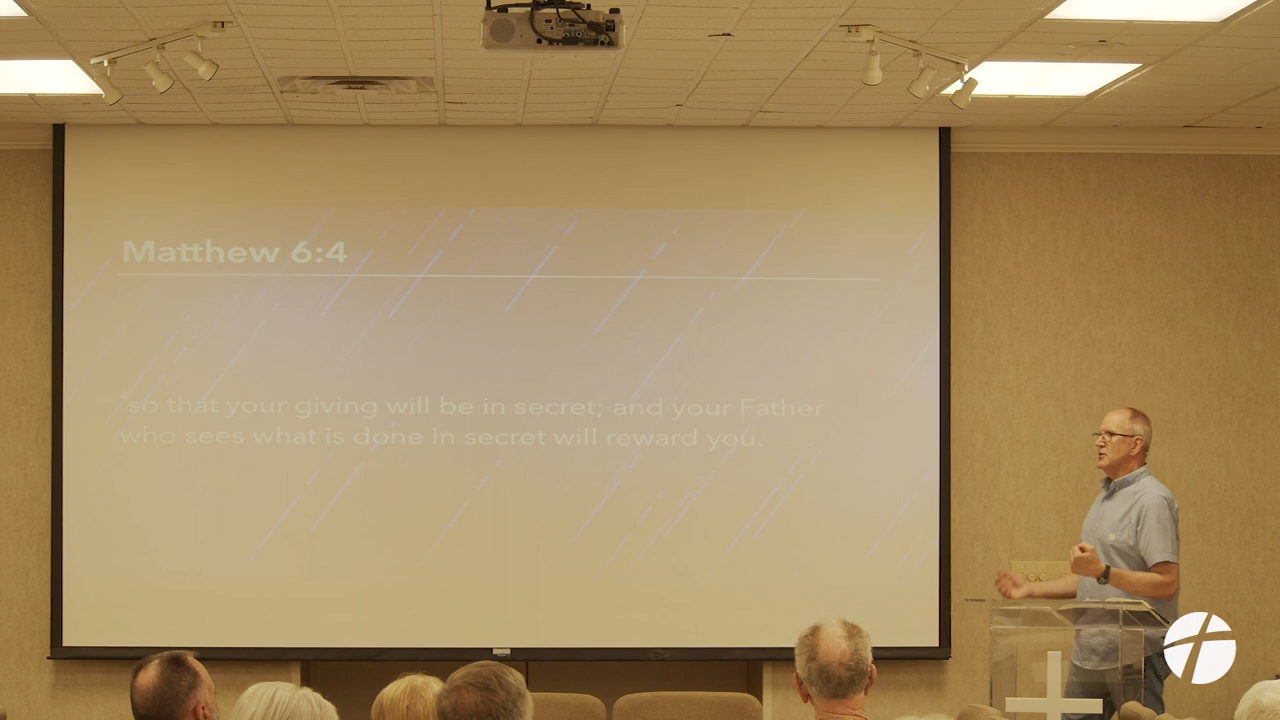 Matthew 6:4
4 so that your giving will be in secret; and your Father
who sees what is done in secret will reward you.